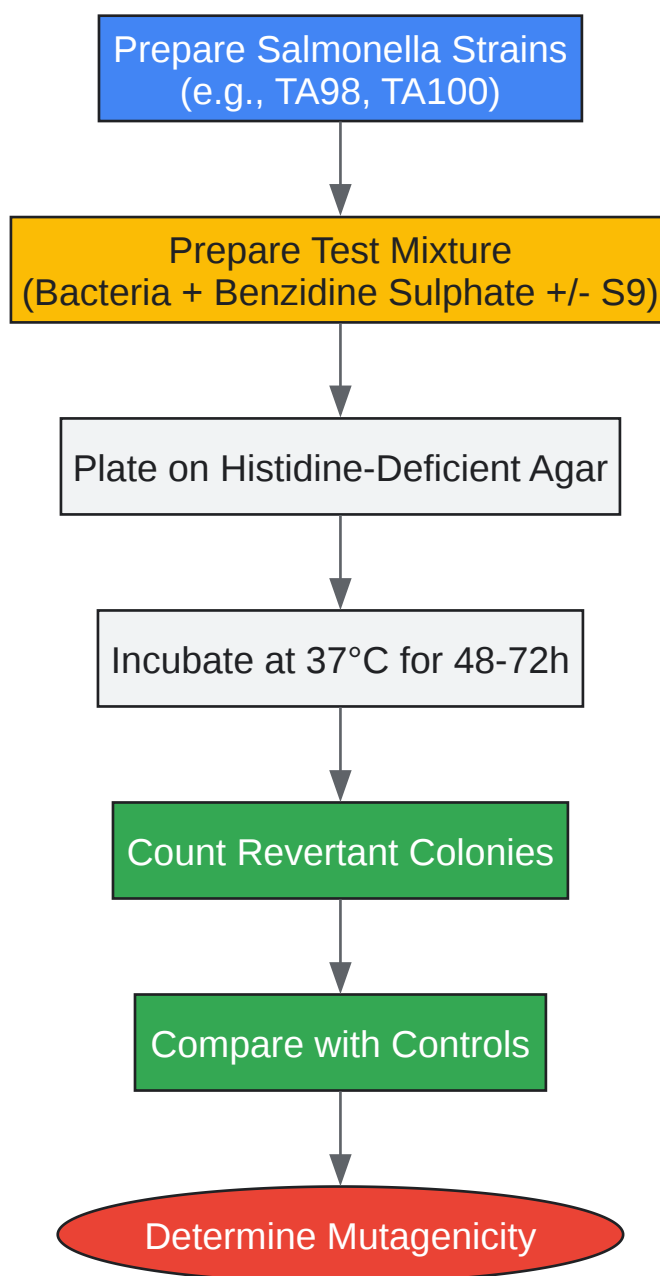 Prepare Salmonella Strains
(e.g., TA98, TA100)
Prepare Test Mixture
(Bacteria + Benzidine Sulphate +/- S9)
Plate on Histidine-Deficient Agar
Incubate at 37°C for 48-72h
Count Revertant Colonies
Compare with Controls
Determine Mutagenicity